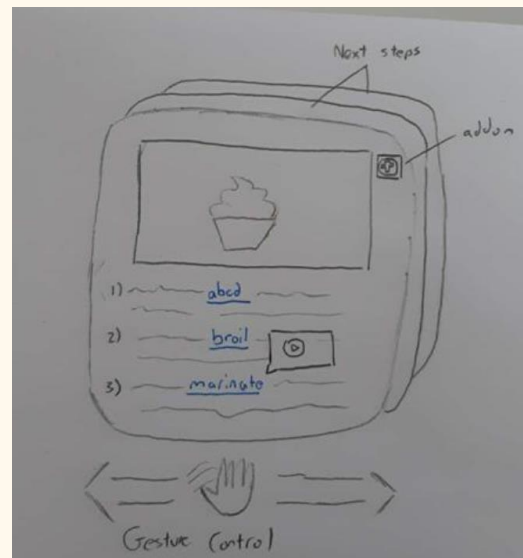 Next steps
addon
1) abcd
2) broil
3) marinate
Gesture Control